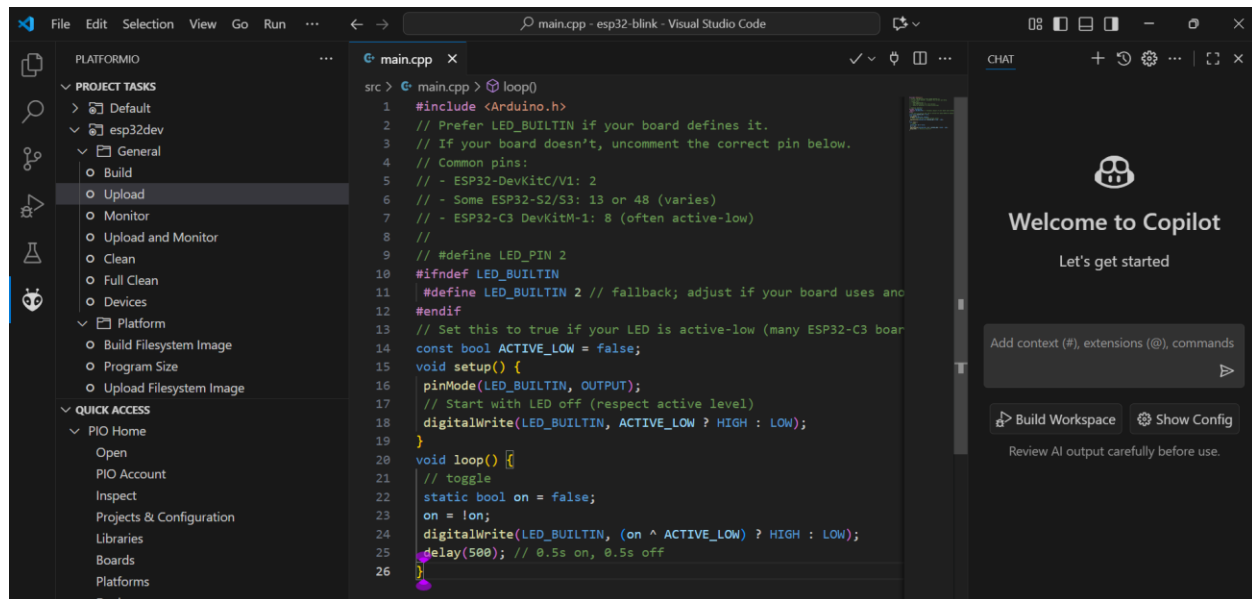 File Edit Selection View Go Run ··· main.cpp - esp32-blink - Visual Studio Code
PLATFORMIO ···
PROJECT TASKS
Default
esp32dev
General
Build
Upload
Monitor
Upload and Monitor
Clean
Full Clean
Devices
Platform
Build Filesystem Image
Program Size
Upload Filesystem Image
QUICK ACCESS
PIO Home
Open
PIO Account
Inspect
Projects & Configuration
Libraries
Boards
Platforms
main.cpp
src > main.cpp > loop()
1 #include <Arduino.h>
2 // Prefer LED_BUILTIN if your board defines it.
3 // If your board doesn’t, uncomment the correct pin below.
4 // Common pins:
5 // - ESP32-DevKitC/V1: 2
6 // - Some ESP32-S2/S3: 13 or 48 (varies)
7 // - ESP32-C3 DevKitM-1: 8 (often active-low)
8 //
9 // #define LED_PIN 2
10 #ifndef LED_BUILTIN
11 #define LED_BUILTIN 2 // fallback; adjust if your board uses ano
12 #endif
13 // Set this to true if your LED is active-low (many ESP32-C3 boar
14 const bool ACTIVE_LOW = false;
15 void setup() {
16 pinMode(LED_BUILTIN, OUTPUT);
17 // Start with LED off (respect active level)
18 digitalWrite(LED_BUILTIN, ACTIVE_LOW ? HIGH : LOW);
19 }
20 void loop() {
21 // toggle
22 static bool on = false;
23 on = !on;
24 digitalWrite(LED_BUILTIN, (on ^ ACTIVE_LOW) ? HIGH : LOW);
25 delay(500); // 0.5s on, 0.5s off
26 }
CHAT
Welcome to Copilot
Let's get started
Add context (#), extensions (@), commands
Build Workspace
Show Config
Review AI output carefully before use.